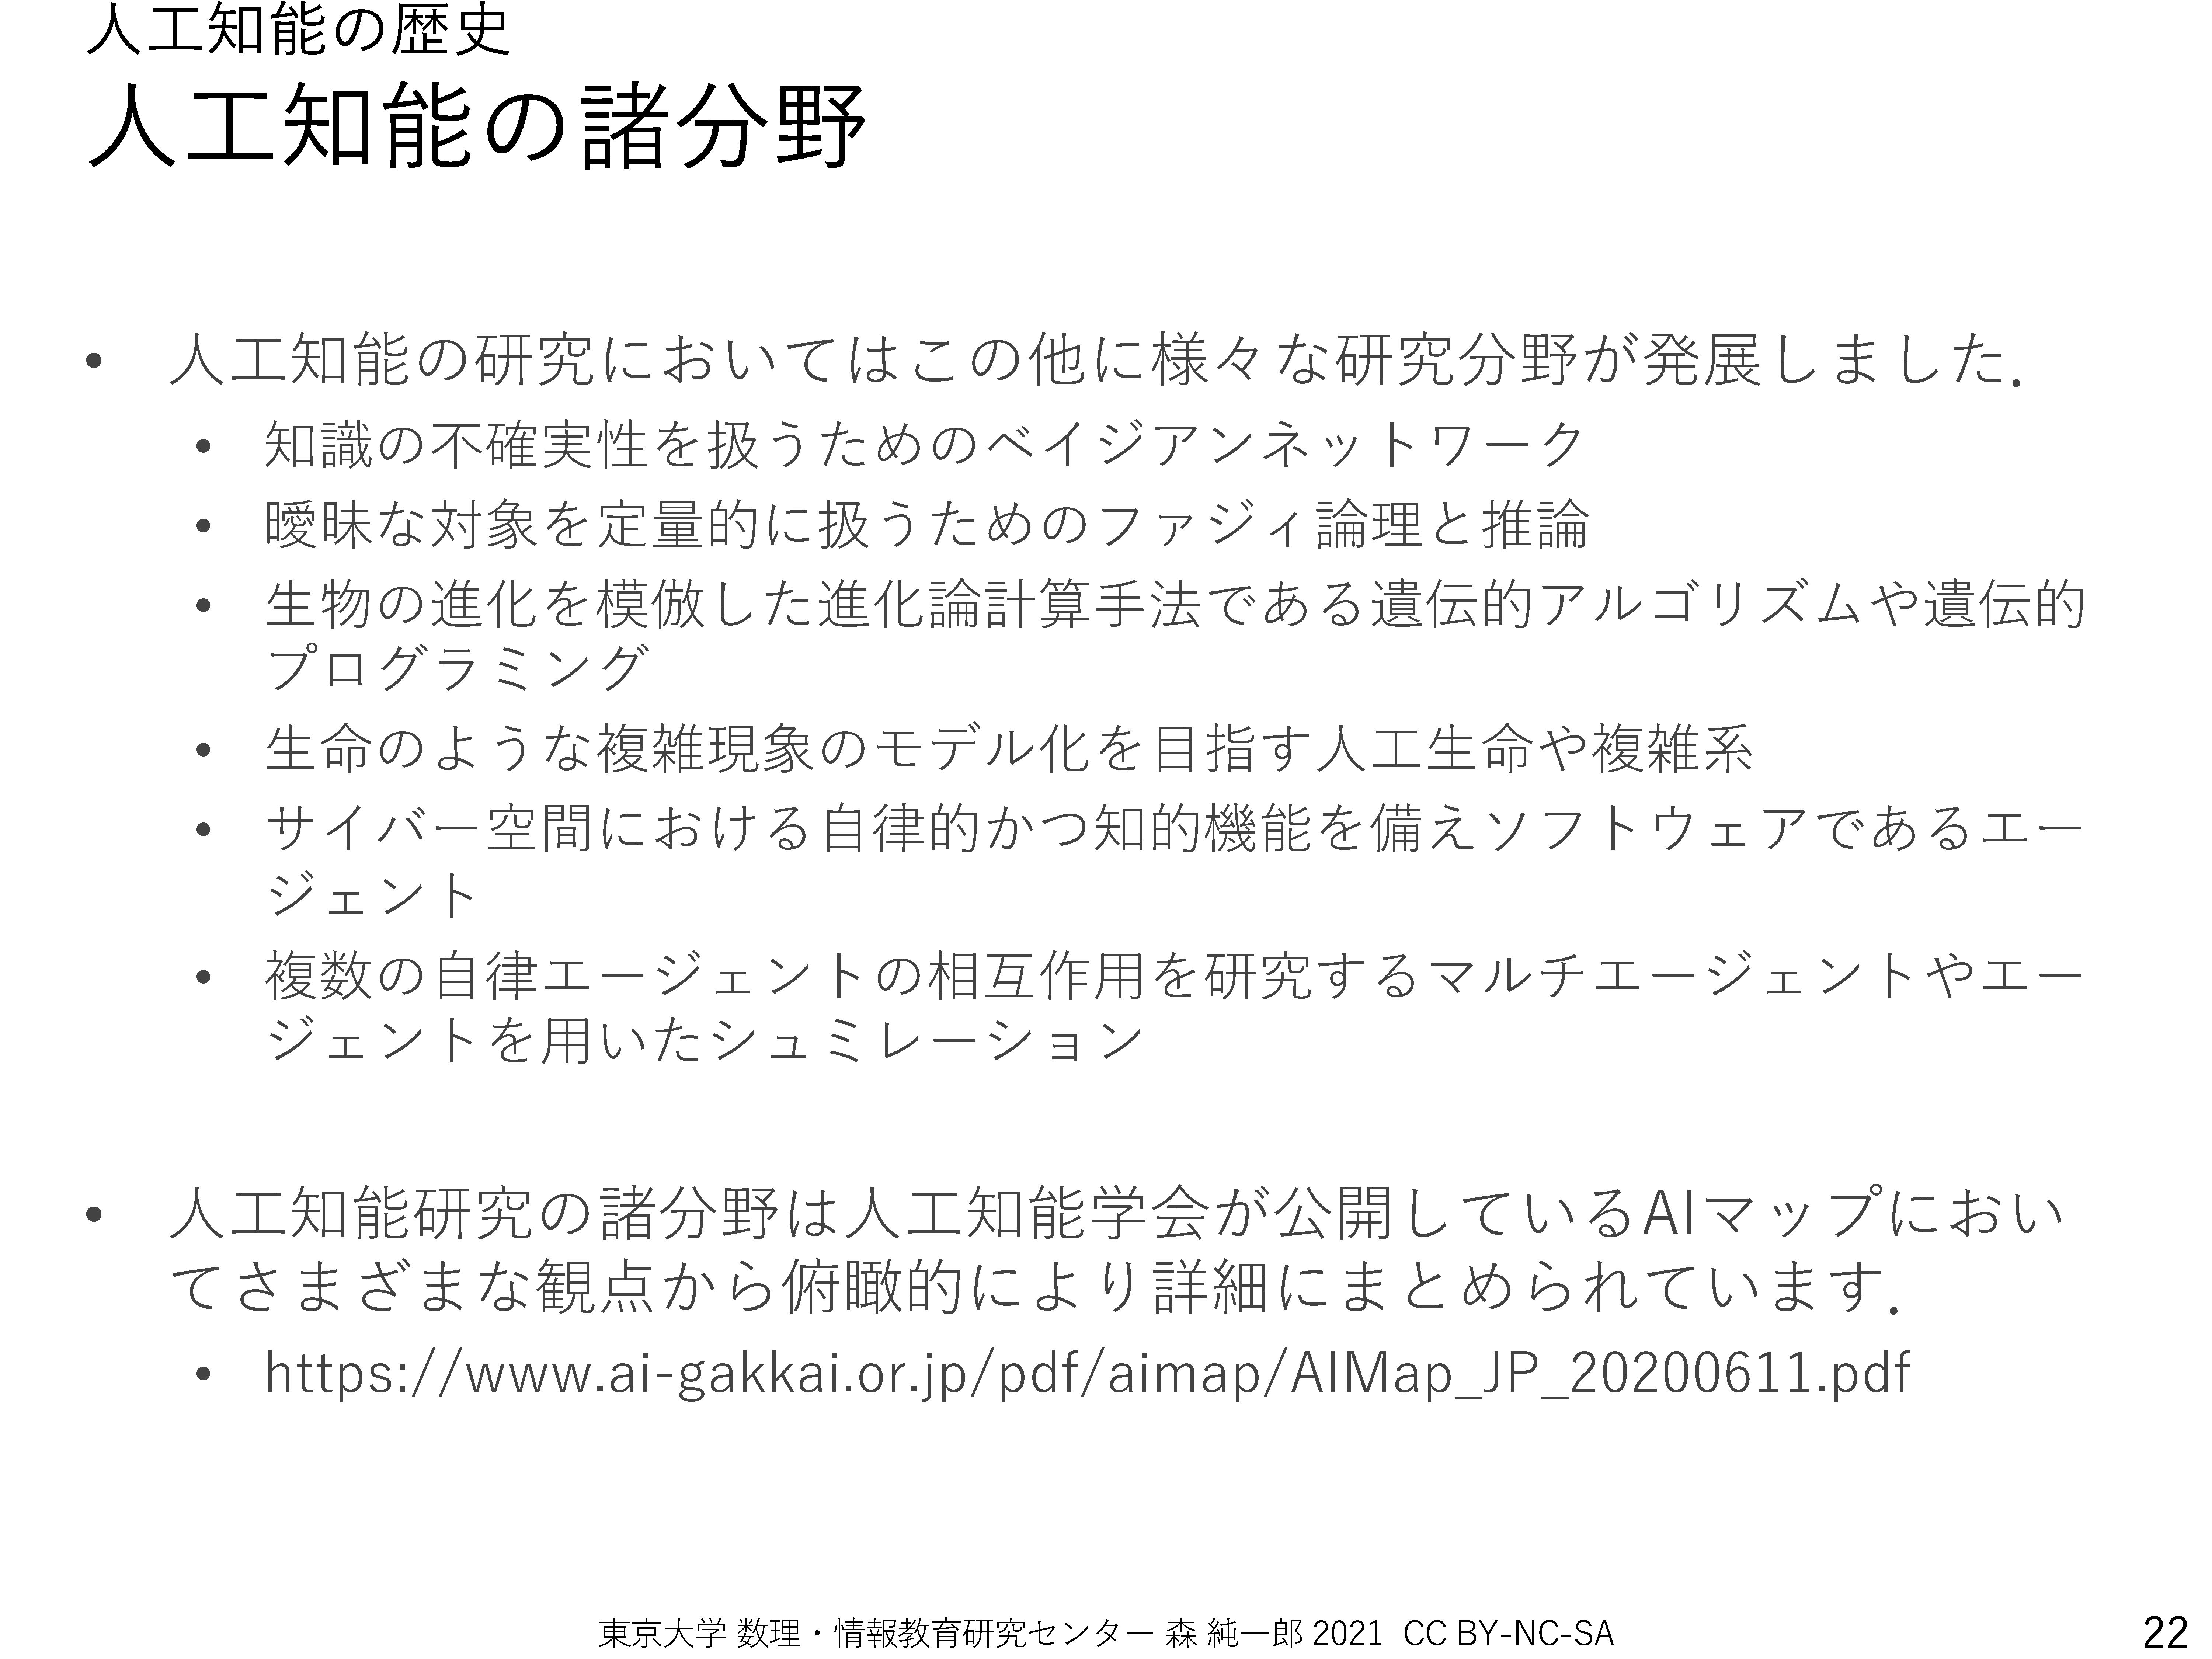 人工知能の歴史
人工知能の諸分野
• 人工知能の研究においてはこの他に様々な研究分野が発展しました．
• 知識の不確実性を扱うためのベイジアンネットワーク
• 曖昧な対象を定量的に扱うためのファジィ論理と推論
• 生物の進化を模倣した進化論計算手法である遺伝的アルゴリズムや遺伝的
プログラミング
• 生命のような複雑現象のモデル化を目指す人工生命や複雑系
• サイバー空間における自律的かつ知的機能を備えソフトウェアであるエー
ジェント
• 複数の自律エージェントの相互作用を研究するマルチエージェントやエー
ジェントを用いたシュミレーション
• 人工知能研究の諸分野は人工知能学会が公開しているAIマップにおい
てさまざまな観点から俯瞰的により詳細にまとめられています．
• https://www.ai-gakkai.or.jp/pdf/aimap/AIMap_JP_20200611.pdf
東京大学 数理・情報教育研究センター 森 純一郎 2021 CC BY-NC-SA
22